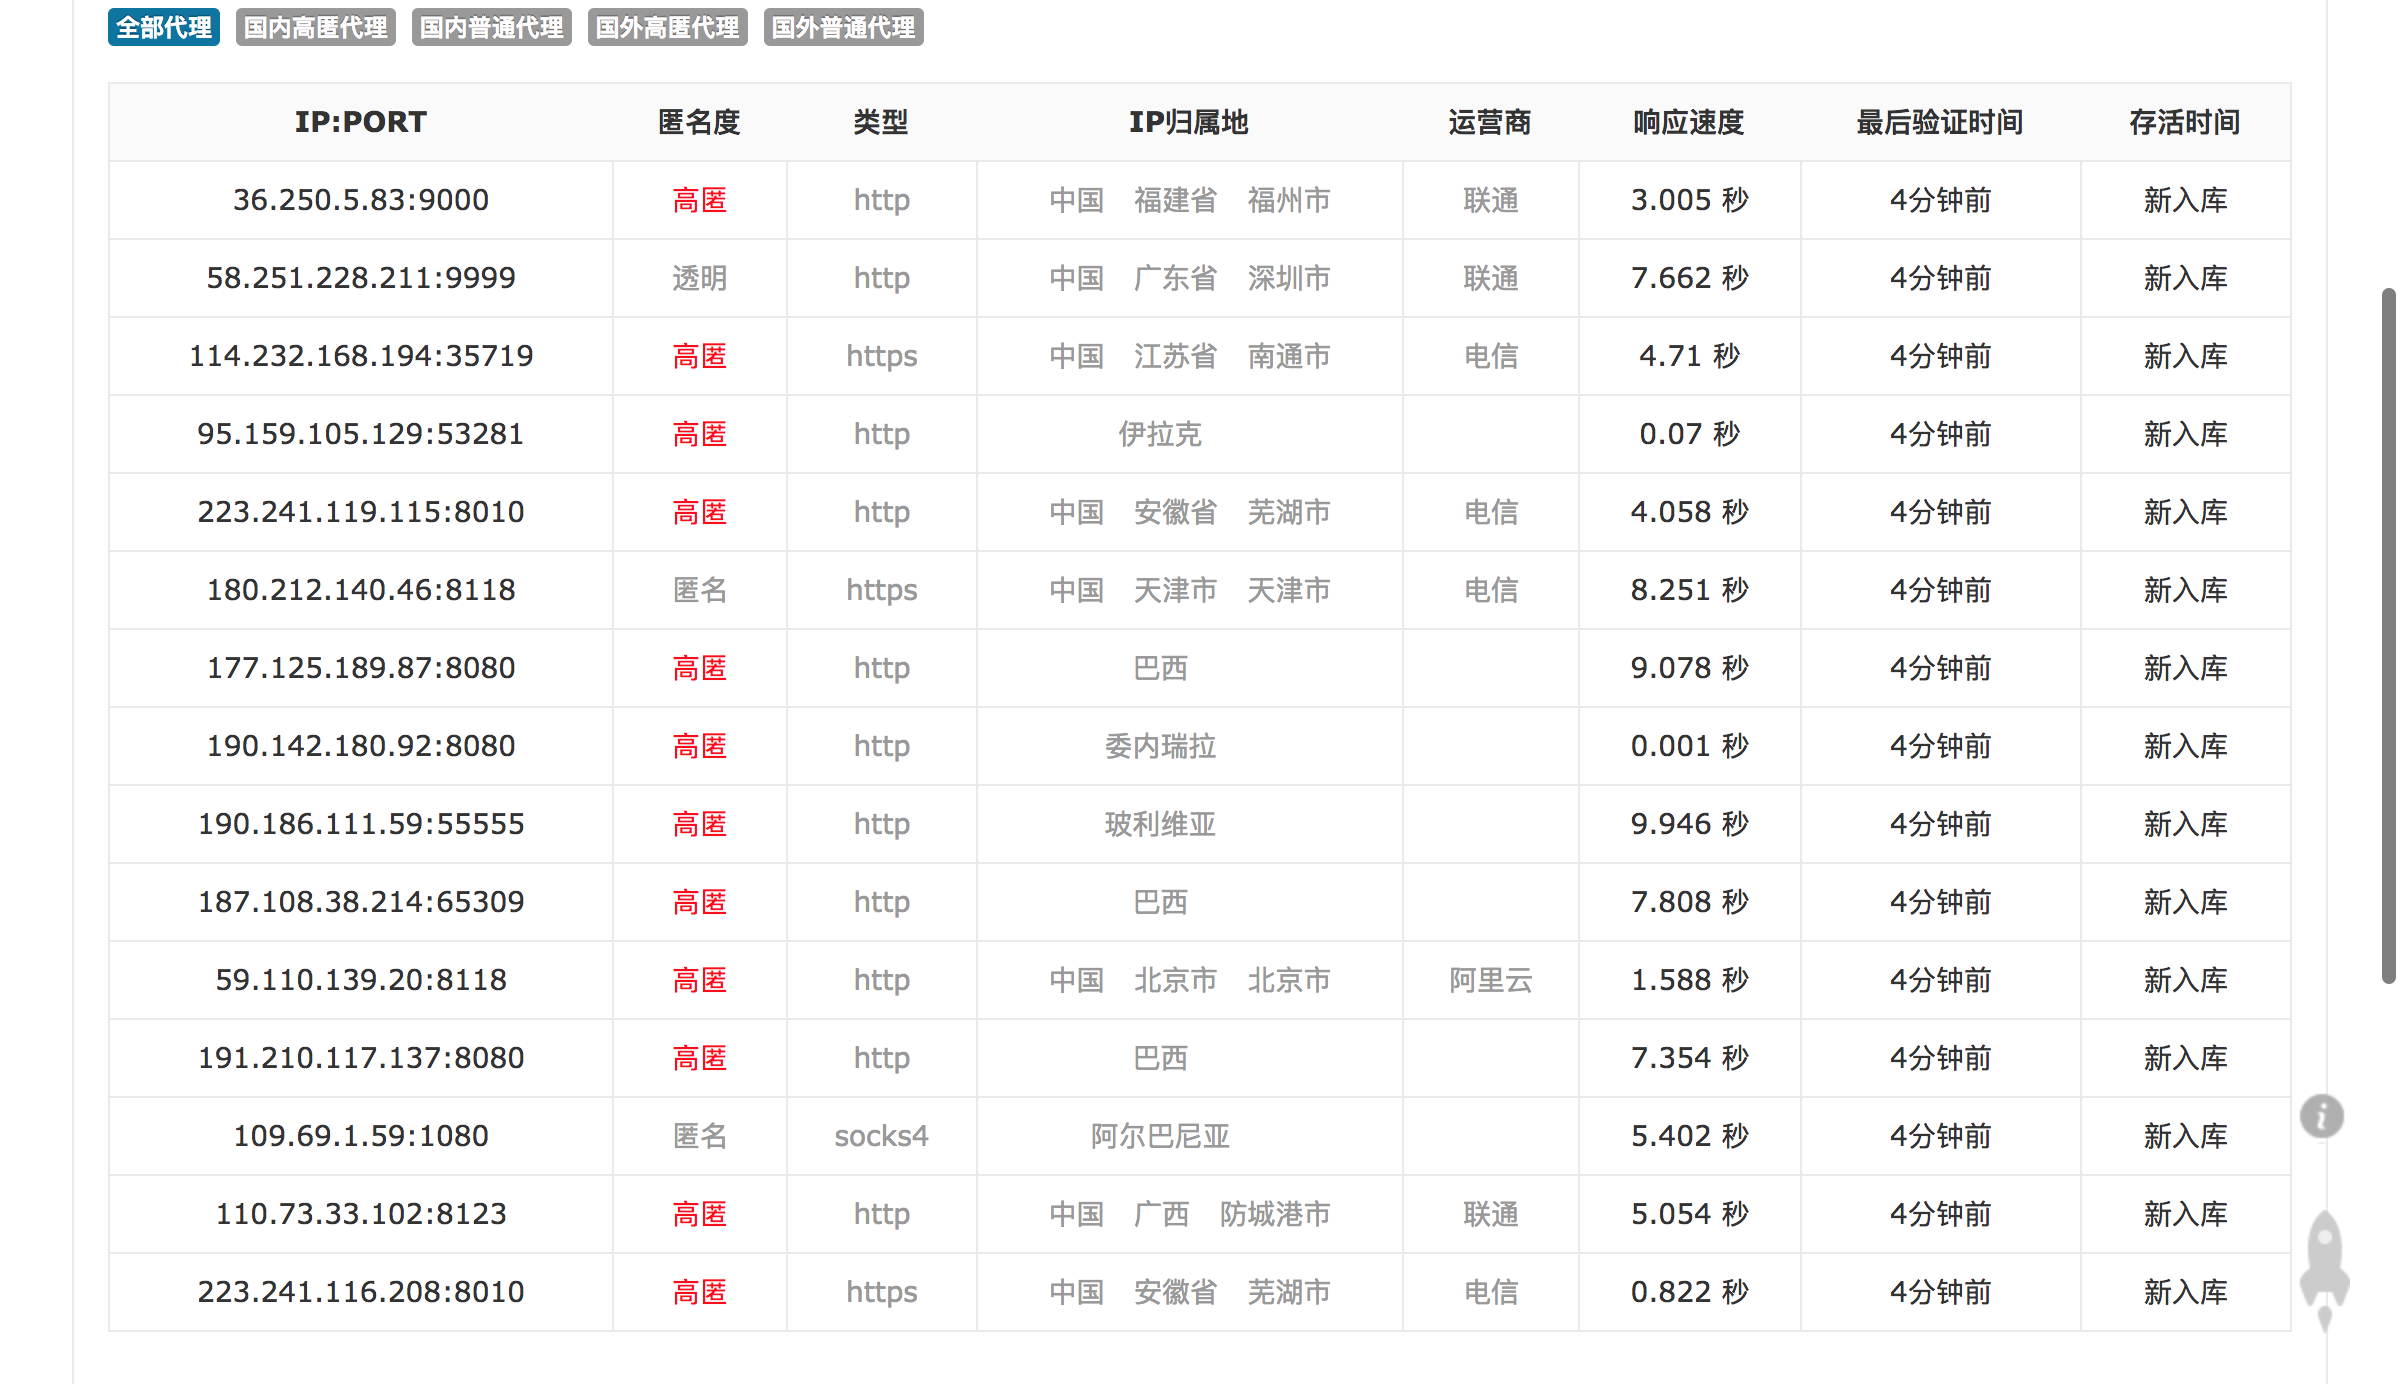 全部代理 国内高匿代理 国内普通代理 国外高匿代理 国外普通代理
IP:PORT 匿名度 类型 IP归属地 运营商 响应速度 最后验证时间 存活时间
36.250.5.83:9000 高匿 http 中国 福建省 福州市 联通 3.005 秒 4分钟前 新入库
58.251.228.211:9999 透明 http 中国 广东省 深圳市 联通 7.662 秒 4分钟前 新入库
114.232.168.194:35719 高匿 https 中国 江苏省 南通市 电信 4.71 秒 4分钟前 新入库
95.159.105.129:53281 高匿 http 伊拉克 0.07 秒 4分钟前 新入库
223.241.119.115:8010 高匿 http 中国 安徽省 芜湖市 电信 4.058 秒 4分钟前 新入库
180.212.140.46:8118 匿名 https 中国 天津市 天津市 电信 8.251 秒 4分钟前 新入库
177.125.189.87:8080 高匿 http 巴西 9.078 秒 4分钟前 新入库
190.142.180.92:8080 高匿 http 委内瑞拉 0.001 秒 4分钟前 新入库
190.186.111.59:55555 高匿 http 玻利维亚 9.946 秒 4分钟前 新入库
187.108.38.214:65309 高匿 http 巴西 7.808 秒 4分钟前 新入库
59.110.139.20:8118 高匿 http 中国 北京市 北京市 阿里云 1.588 秒 4分钟前 新入库
191.210.117.137:8080 高匿 http 巴西 7.354 秒 4分钟前 新入库
109.69.1.59:1080 匿名 socks4 阿尔巴尼亚 5.402 秒 4分钟前 新入库
110.73.33.102:8123 高匿 http 中国 广西 防城港市 联通 5.054 秒 4分钟前 新入库
223.241.116.208:8010 高匿 https 中国 安徽省 芜湖市 电信 0.822 秒 4分钟前 新入库